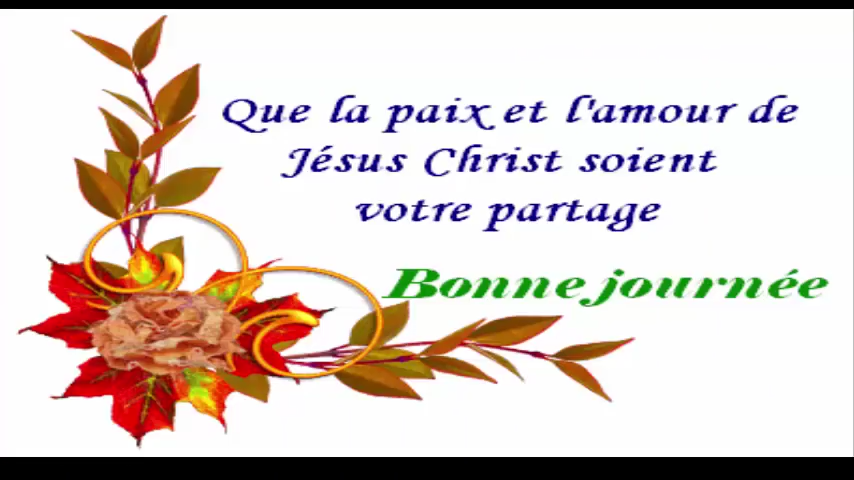 Que la paix et l'amour de
Jésus Christ soient
votre partage
Bonne journée